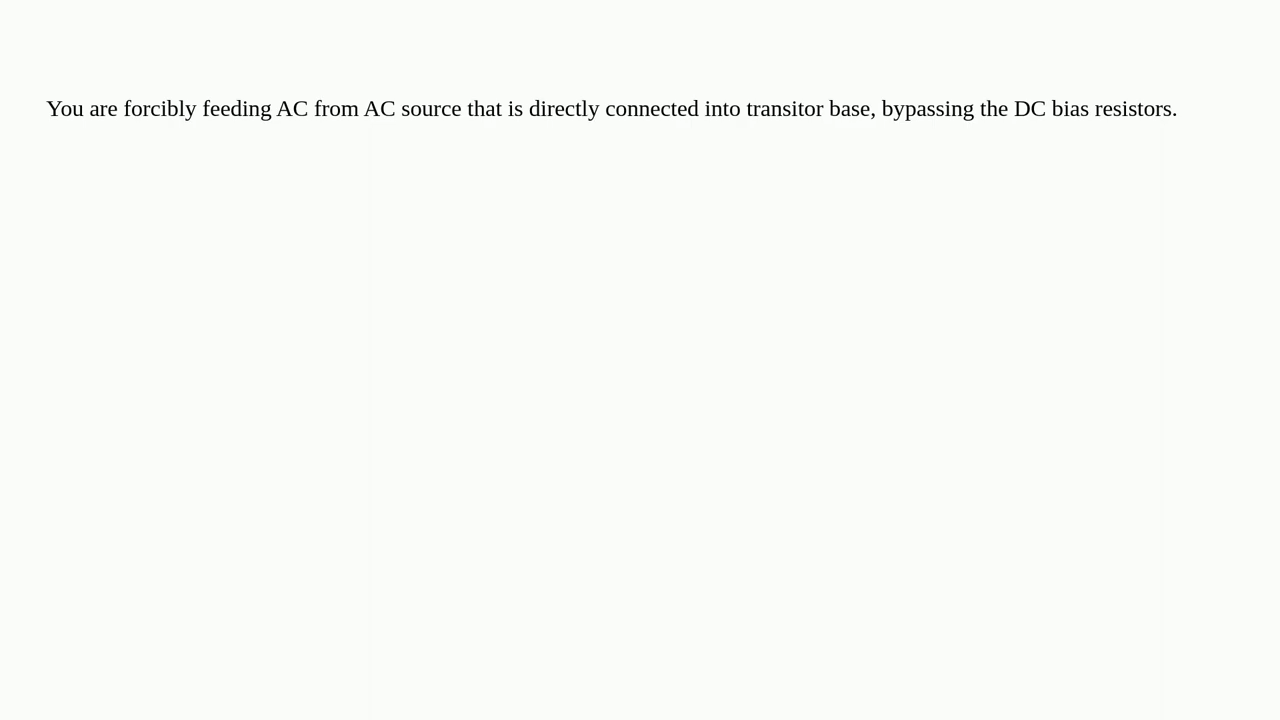 You are forcibly feeding AC from AC source that is directly connected into transitor base, bypassing the DC bias resistors.